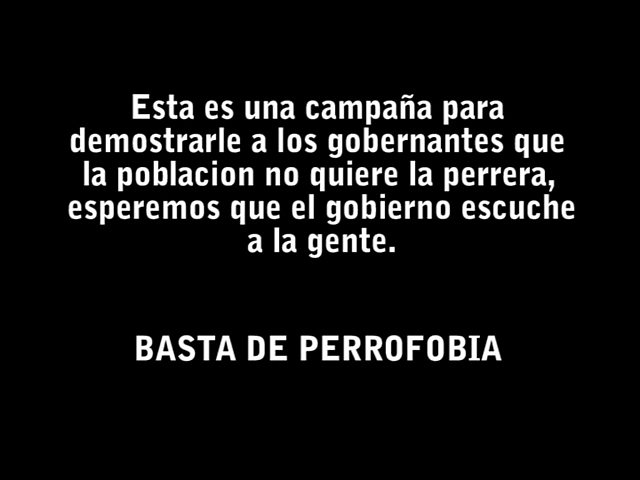 Esta es una campaña para
demostrarle a los gobernantes que
la poblacion no quiere la perrera,
esperemos que el gobierno escuche
a la gente.
BASTA DE PERROFOBIA